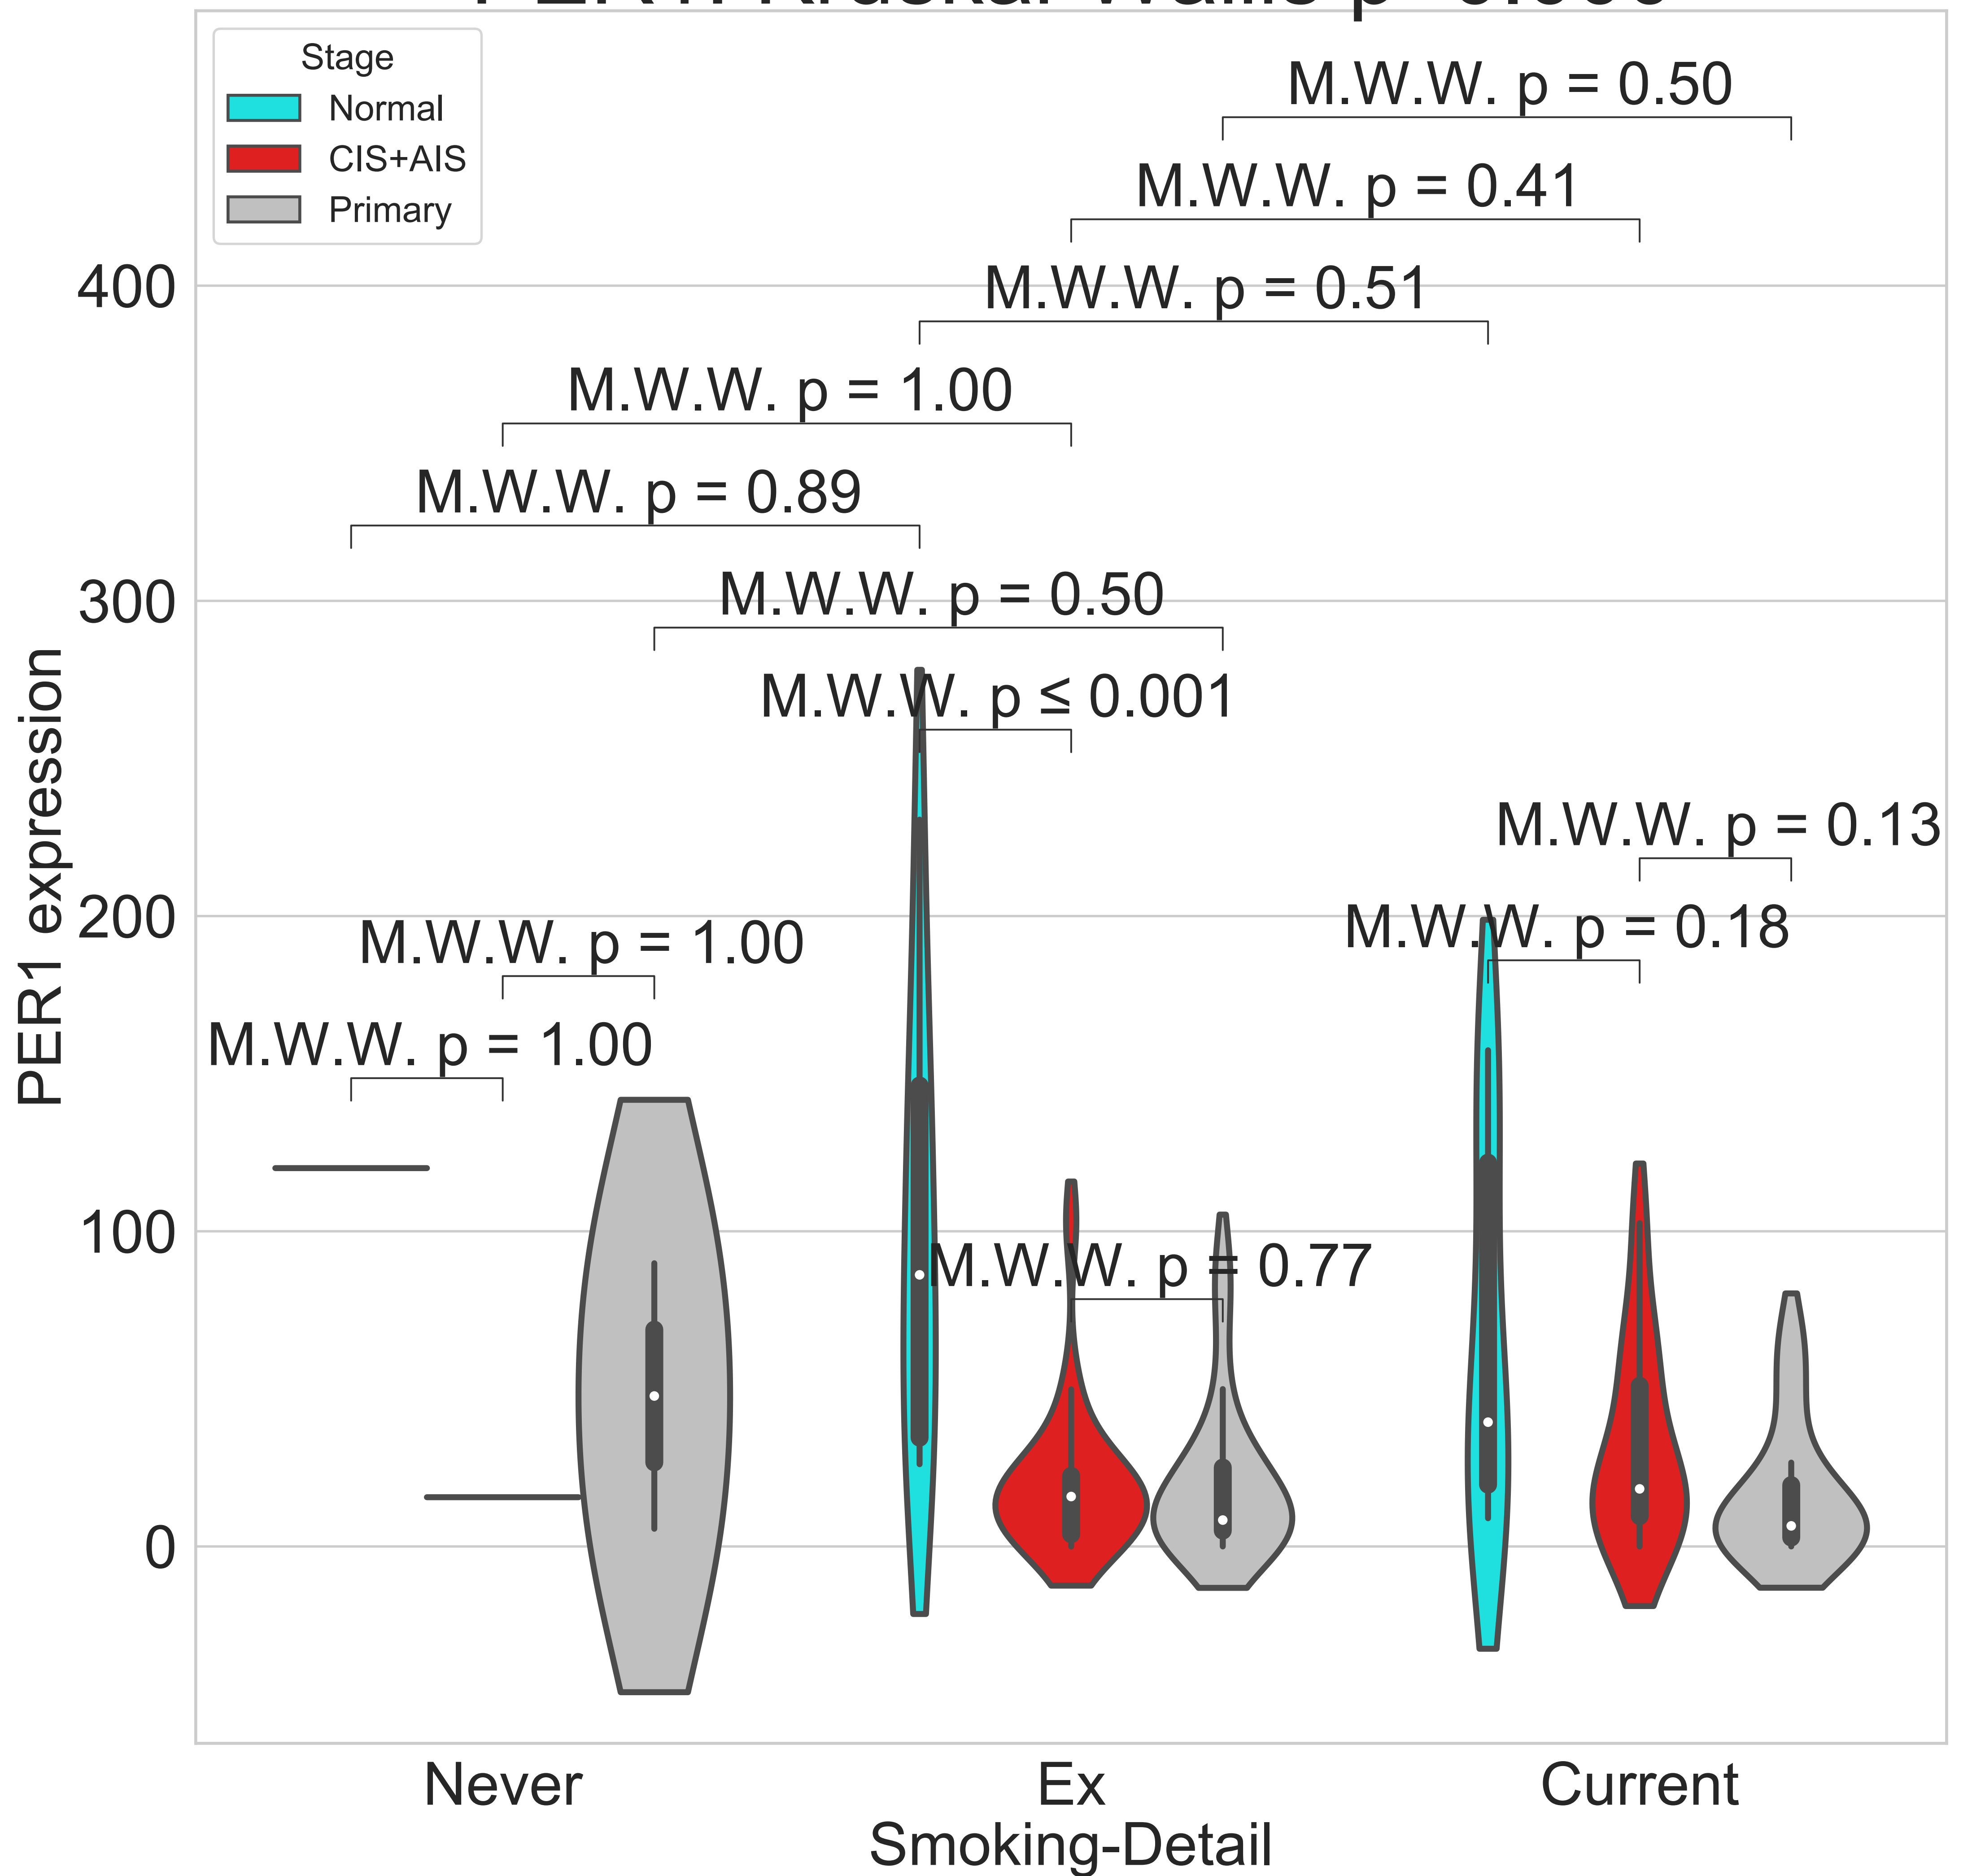 Stage
Normal
CIS+AIS
Primary
M.W.W. p = 0.50
M.W.W. p = 0.41
M.W.W. p = 0.51
M.W.W. p = 1.00
M.W.W. p = 0.89
M.W.W. p = 0.50
M.W.W. p ≤ 0.001
M.W.W. p = 0.13
M.W.W. p = 0.18
M.W.W. p = 1.00
M.W.W. p = 1.00
M.W.W. p = 0.77
400
300
200
100
0
PER1 expression
Never
Ex
Current
Smoking-Detail